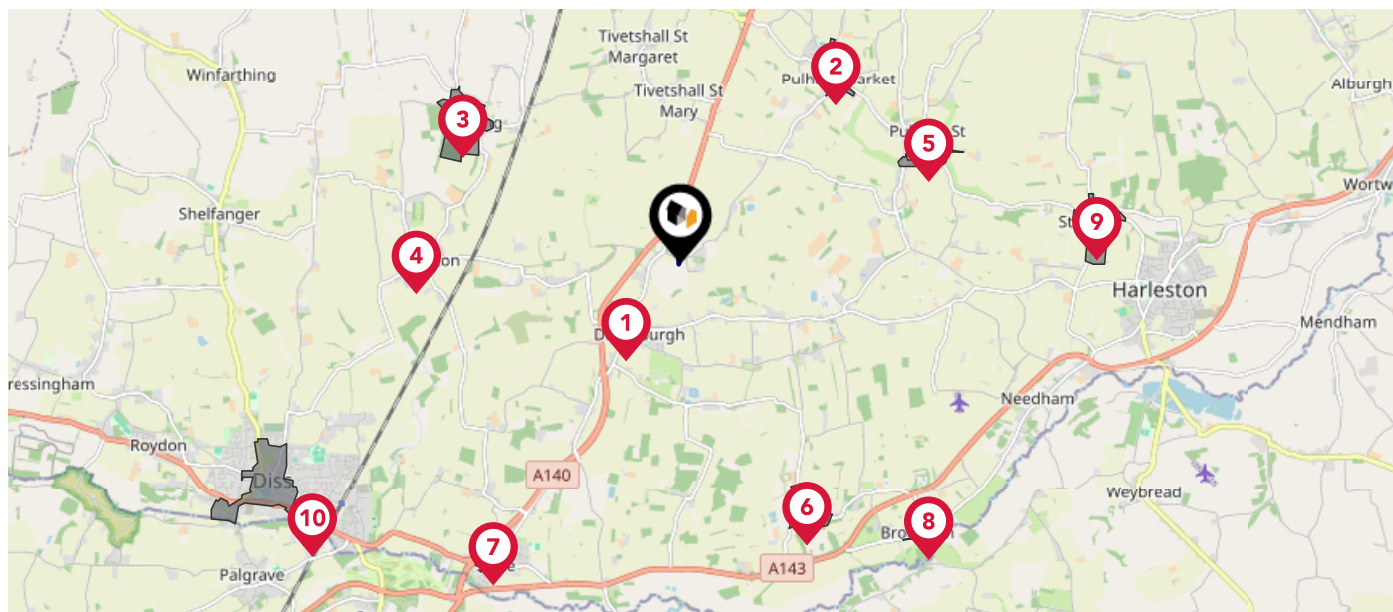 Tivetshall St
Margaret
Winfarthing
2
Alburgh
Tivetshall St
Mary
3
5
Wortw
Shelfanger
9
4
Harleston
1
Mendham
ressingham
Needham
Roydon
A140
Diss
Weybread
6
10
8
7
A143
Palgrave